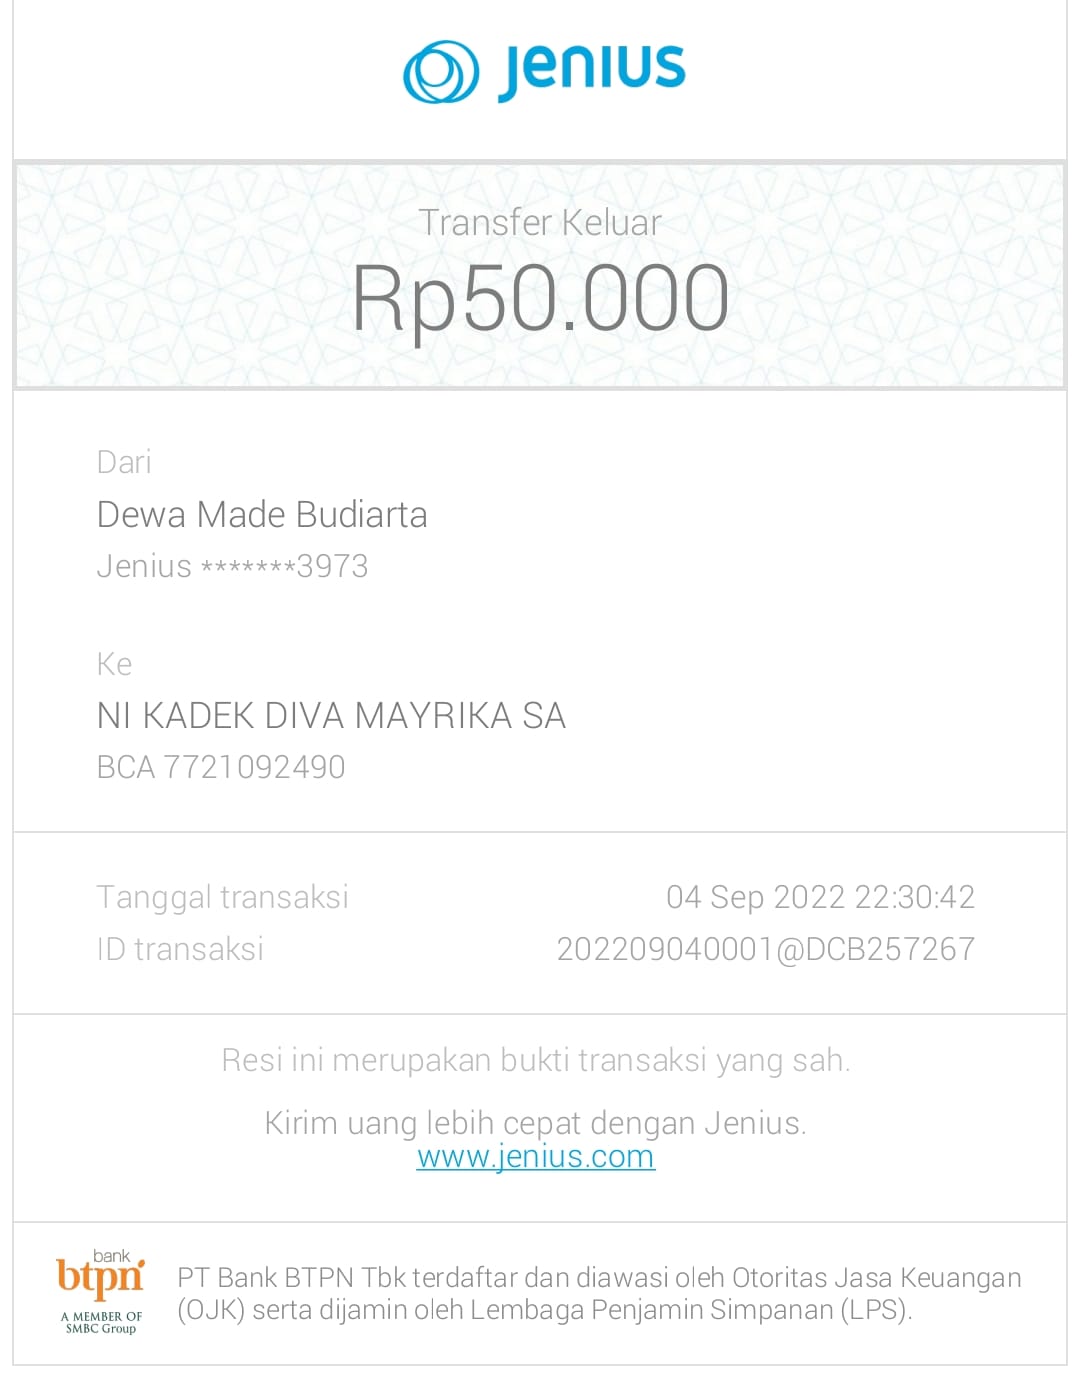 jenius
Transfer Keluar
Rp50.000
Dari
Dewa Made Budiarta
Jenius *******3973
Ke
NI KADEK DIVA MAYRIKA SA
BCA 7721092490
Tanggal transaksi 04 Sep 2022 22:30:42
ID transaksi 202209040001@DCB257267
Resi ini merupakan bukti transaksi yang sah.
Kirim uang lebih cepat dengan Jenius.
www.jenius.com
bank
btpn
A MEMBER OF
SMBC Group
PT Bank BTPN Tbk terdaftar dan diawasi oleh Otoritas Jasa Keuangan
(OJK) serta dijamin oleh Lembaga Penjamin Simpanan (LPS).